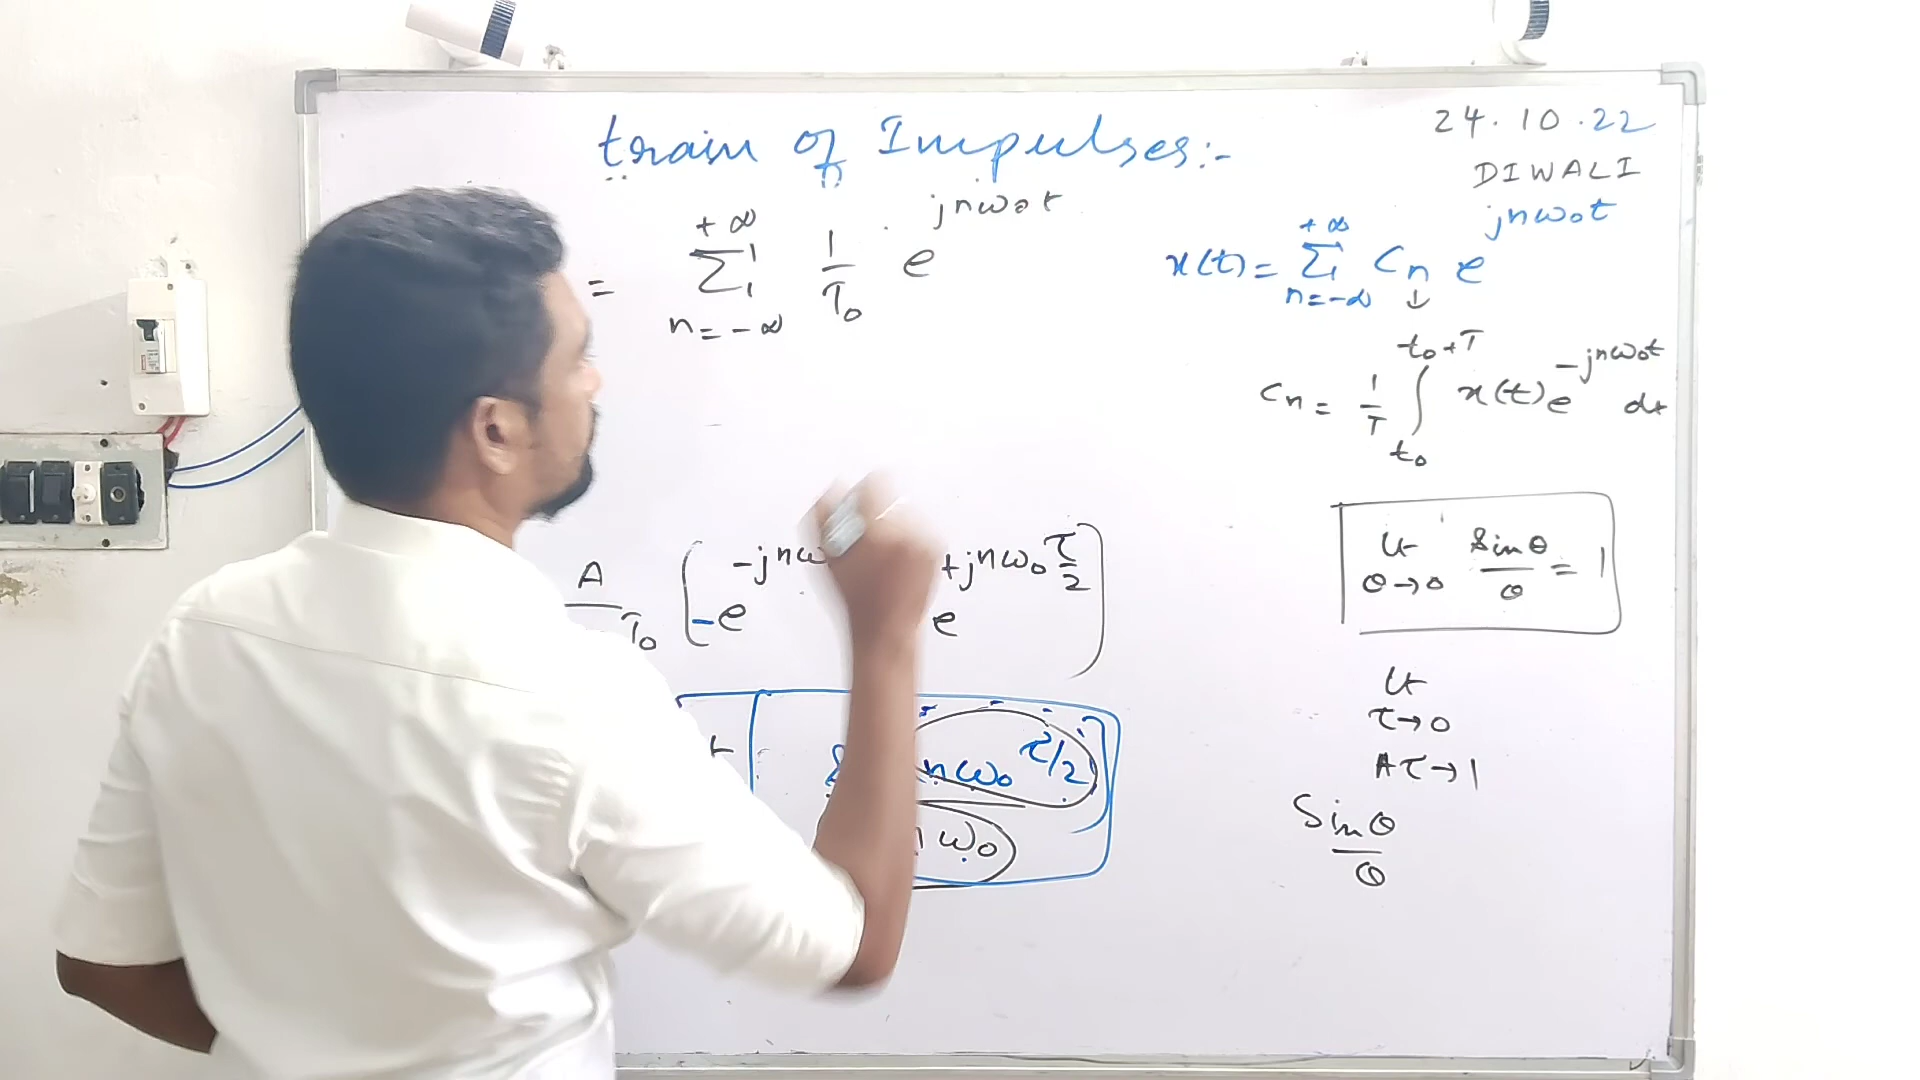 train of Impulses:-
24.10.22
DIWALI
= +∞ Σ n=-∞ 1/T₀ e^jnω₀t
x(t) = +∞ Σ n=-∞ Cn e^jnω₀t
↓
Cn = 1/T ∫ t₀ t₀+T x(t) e^-jnω₀t dt
A / T₀ [-e^-jnω e^+jnω₀ τ/2]
Lt θ→0 Sinθ/θ = 1
nω₀ τ/2
ω₀
Lt
τ→0
Aτ→1
Sinθ/θ